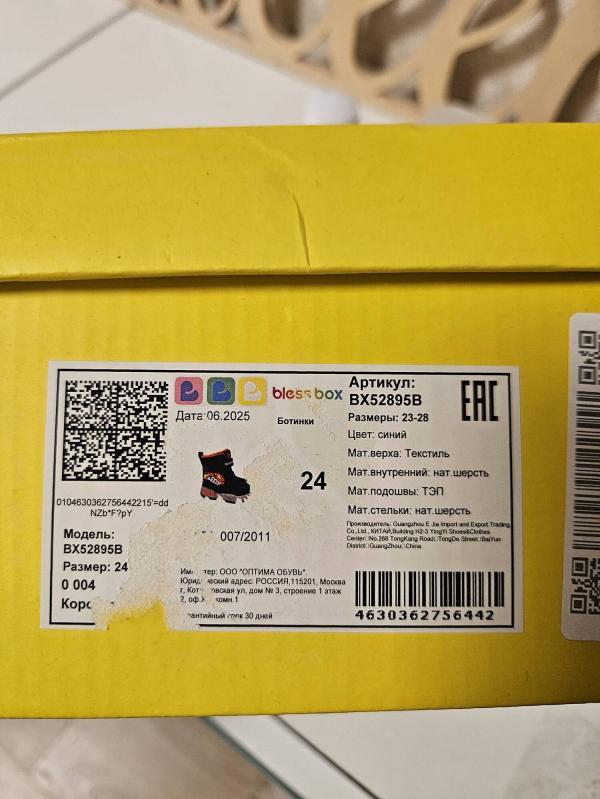 bless box
Дата:06.2025
Ботинки
24
0104630362756442215'=dd
NZb*F?pY
Модель:
BX52895B
Размер: 24
0 004
007/2011
ООО "ОПТИМА ОБУВЬ".
адрес: РОССИЯ,115201, Москва
ул, дом № 3, строение 1 этаж
комн.1
срок 30 дней
Артикул:
BX52895B
EAC
Размеры: 23-28
Цвет: синий
Мат.верха: Текстиль
Мат.внутренний: нат.шерсть
Мат.подошвы: ТЭП
Мат.стельки: нат.шерсть
Производитель: Guangzhou E Jia Import and Export Trading
Co.,Ltd., КИТАЙ,Building H2-3 YingYi Shoes&Clothes
Center: No.268 TongKang Road: :TongDe Street: :BaiYun
District :GuangZhou: :China
4630362756442